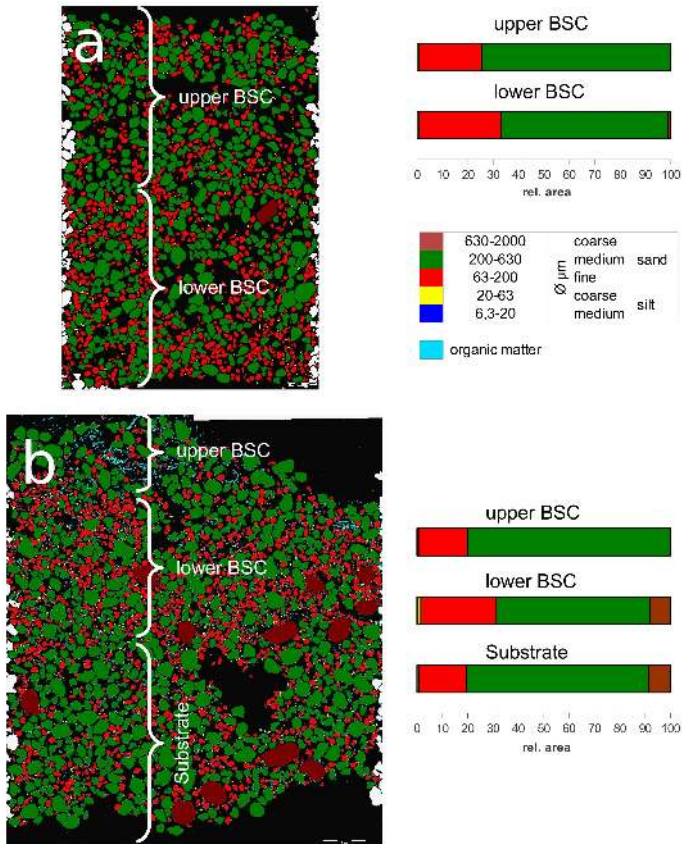 a
upper BSC
lower BSC
upper BSC
lower BSC
0 10 20 30 40 50 60 70 80 90 100
rel. area
630-2000 coarse
200-630 medium sand
63-200 fine
20-63 coarse
6,3-20 medium silt
Ø µm
organic matter
b
upper BSC
lower BSC
Substrate
upper BSC
lower BSC
Substrate
0 10 20 30 40 50 60 70 80 90 100
rel. area